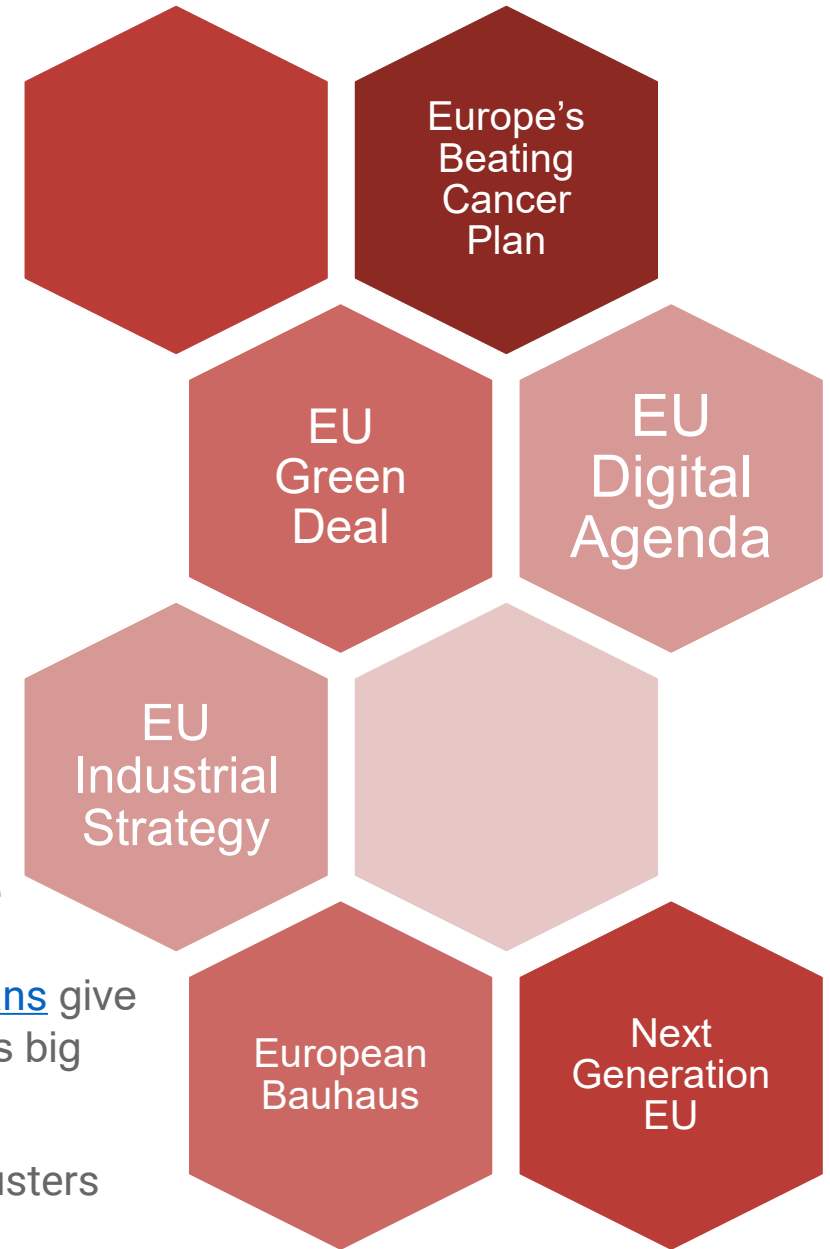 Europe’s
Beating
Cancer
Plan
EU
Green
Deal
EU
Digital
Agenda
EU
Industrial
Strategy
give
big
European
Bauhaus
Next
Generation
EU